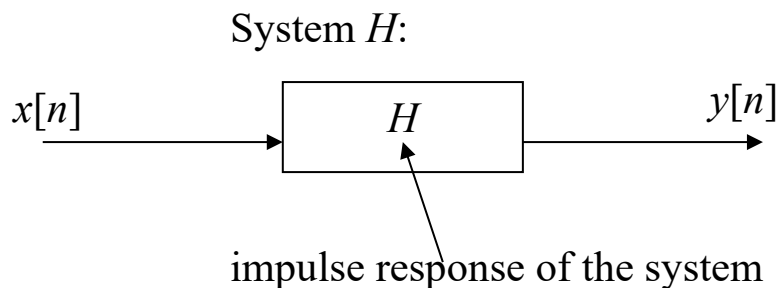 System H:
x[n]
H
y[n]
impulse response of the system